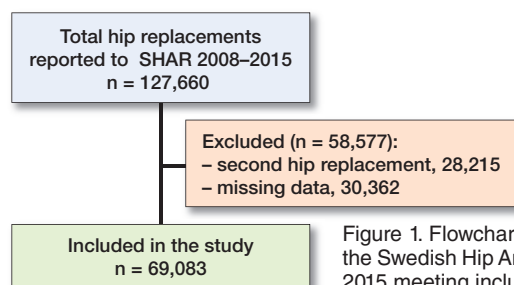 Total hip replacements
reported to SHAR 2008–2015
n = 127,660
Excluded (n = 58,577):
– second hip replacement, 28,215
– missing data, 30,362
Included in the study
n = 69,083
Figure 1.
the Swedish Hip
2015 meeting